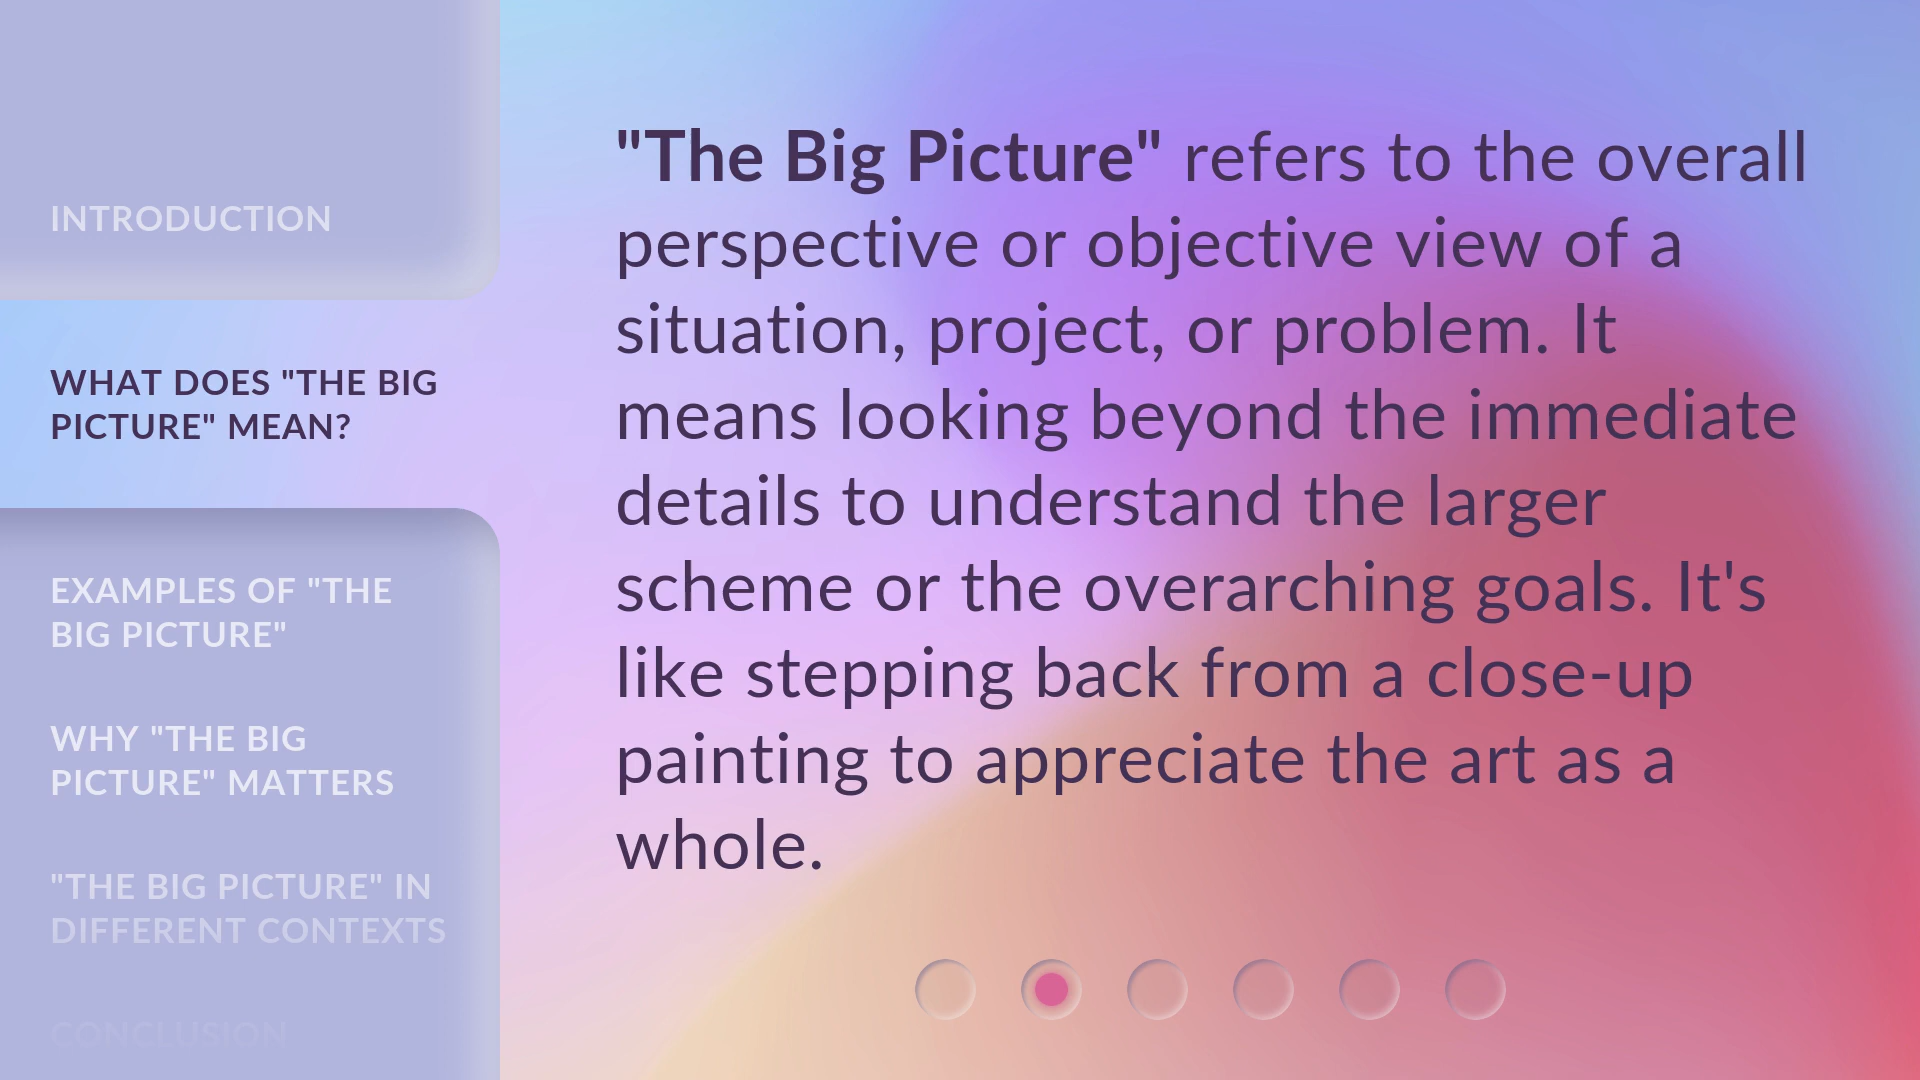 INTRODUCTION
WHAT DOES "THE BIG
PICTURE" MEAN?
EXAMPLES OF "THE
BIG PICTURE"
WHY "THE BIG
PICTURE" MATTERS
"THE BIG PICTURE" IN
DIFFERENT CONTEXTS
CONCLUSION
"The Big Picture" refers to the overall
perspective or objective view of a
situation, project, or problem. It
means looking beyond the immediate
details to understand the larger
scheme or the overarching goals. It's
like stepping back from a close-up
painting to appreciate the art as a
whole.